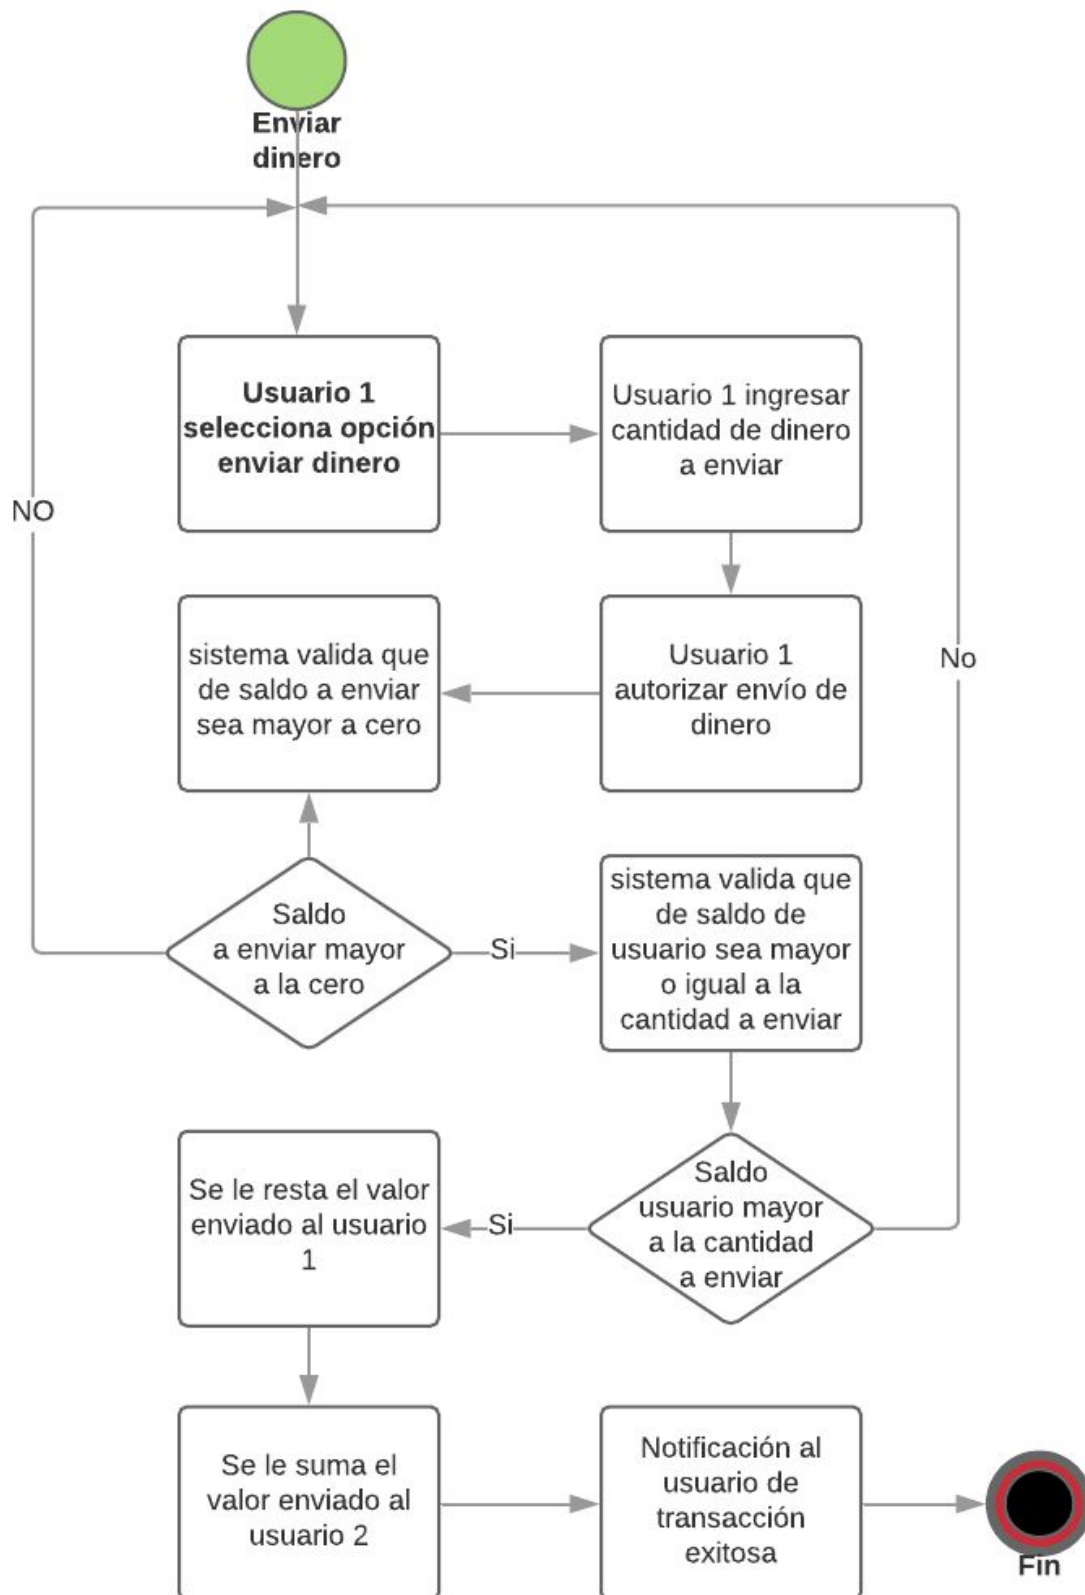 Enviar
dinero
Usuario 1
selecciona opción
enviar dinero
Usuario 1 ingresar
cantidad de dinero
a enviar
NO
sistema valida que
de saldo a enviar
sea mayor a cero
Usuario 1
autorizar envío de
dinero
No
Saldo
a enviar mayor
a la cero
Si
sistema valida que
de saldo de
usuario sea mayor
o igual a la
cantidad a enviar
Se le resta el valor
enviado al usuario
1
Si
Saldo
usuario mayor
a la cantidad
a enviar
Se le suma el
valor enviado al
usuario 2
Notificación al
usuario de
transacción
exitosa
Fin